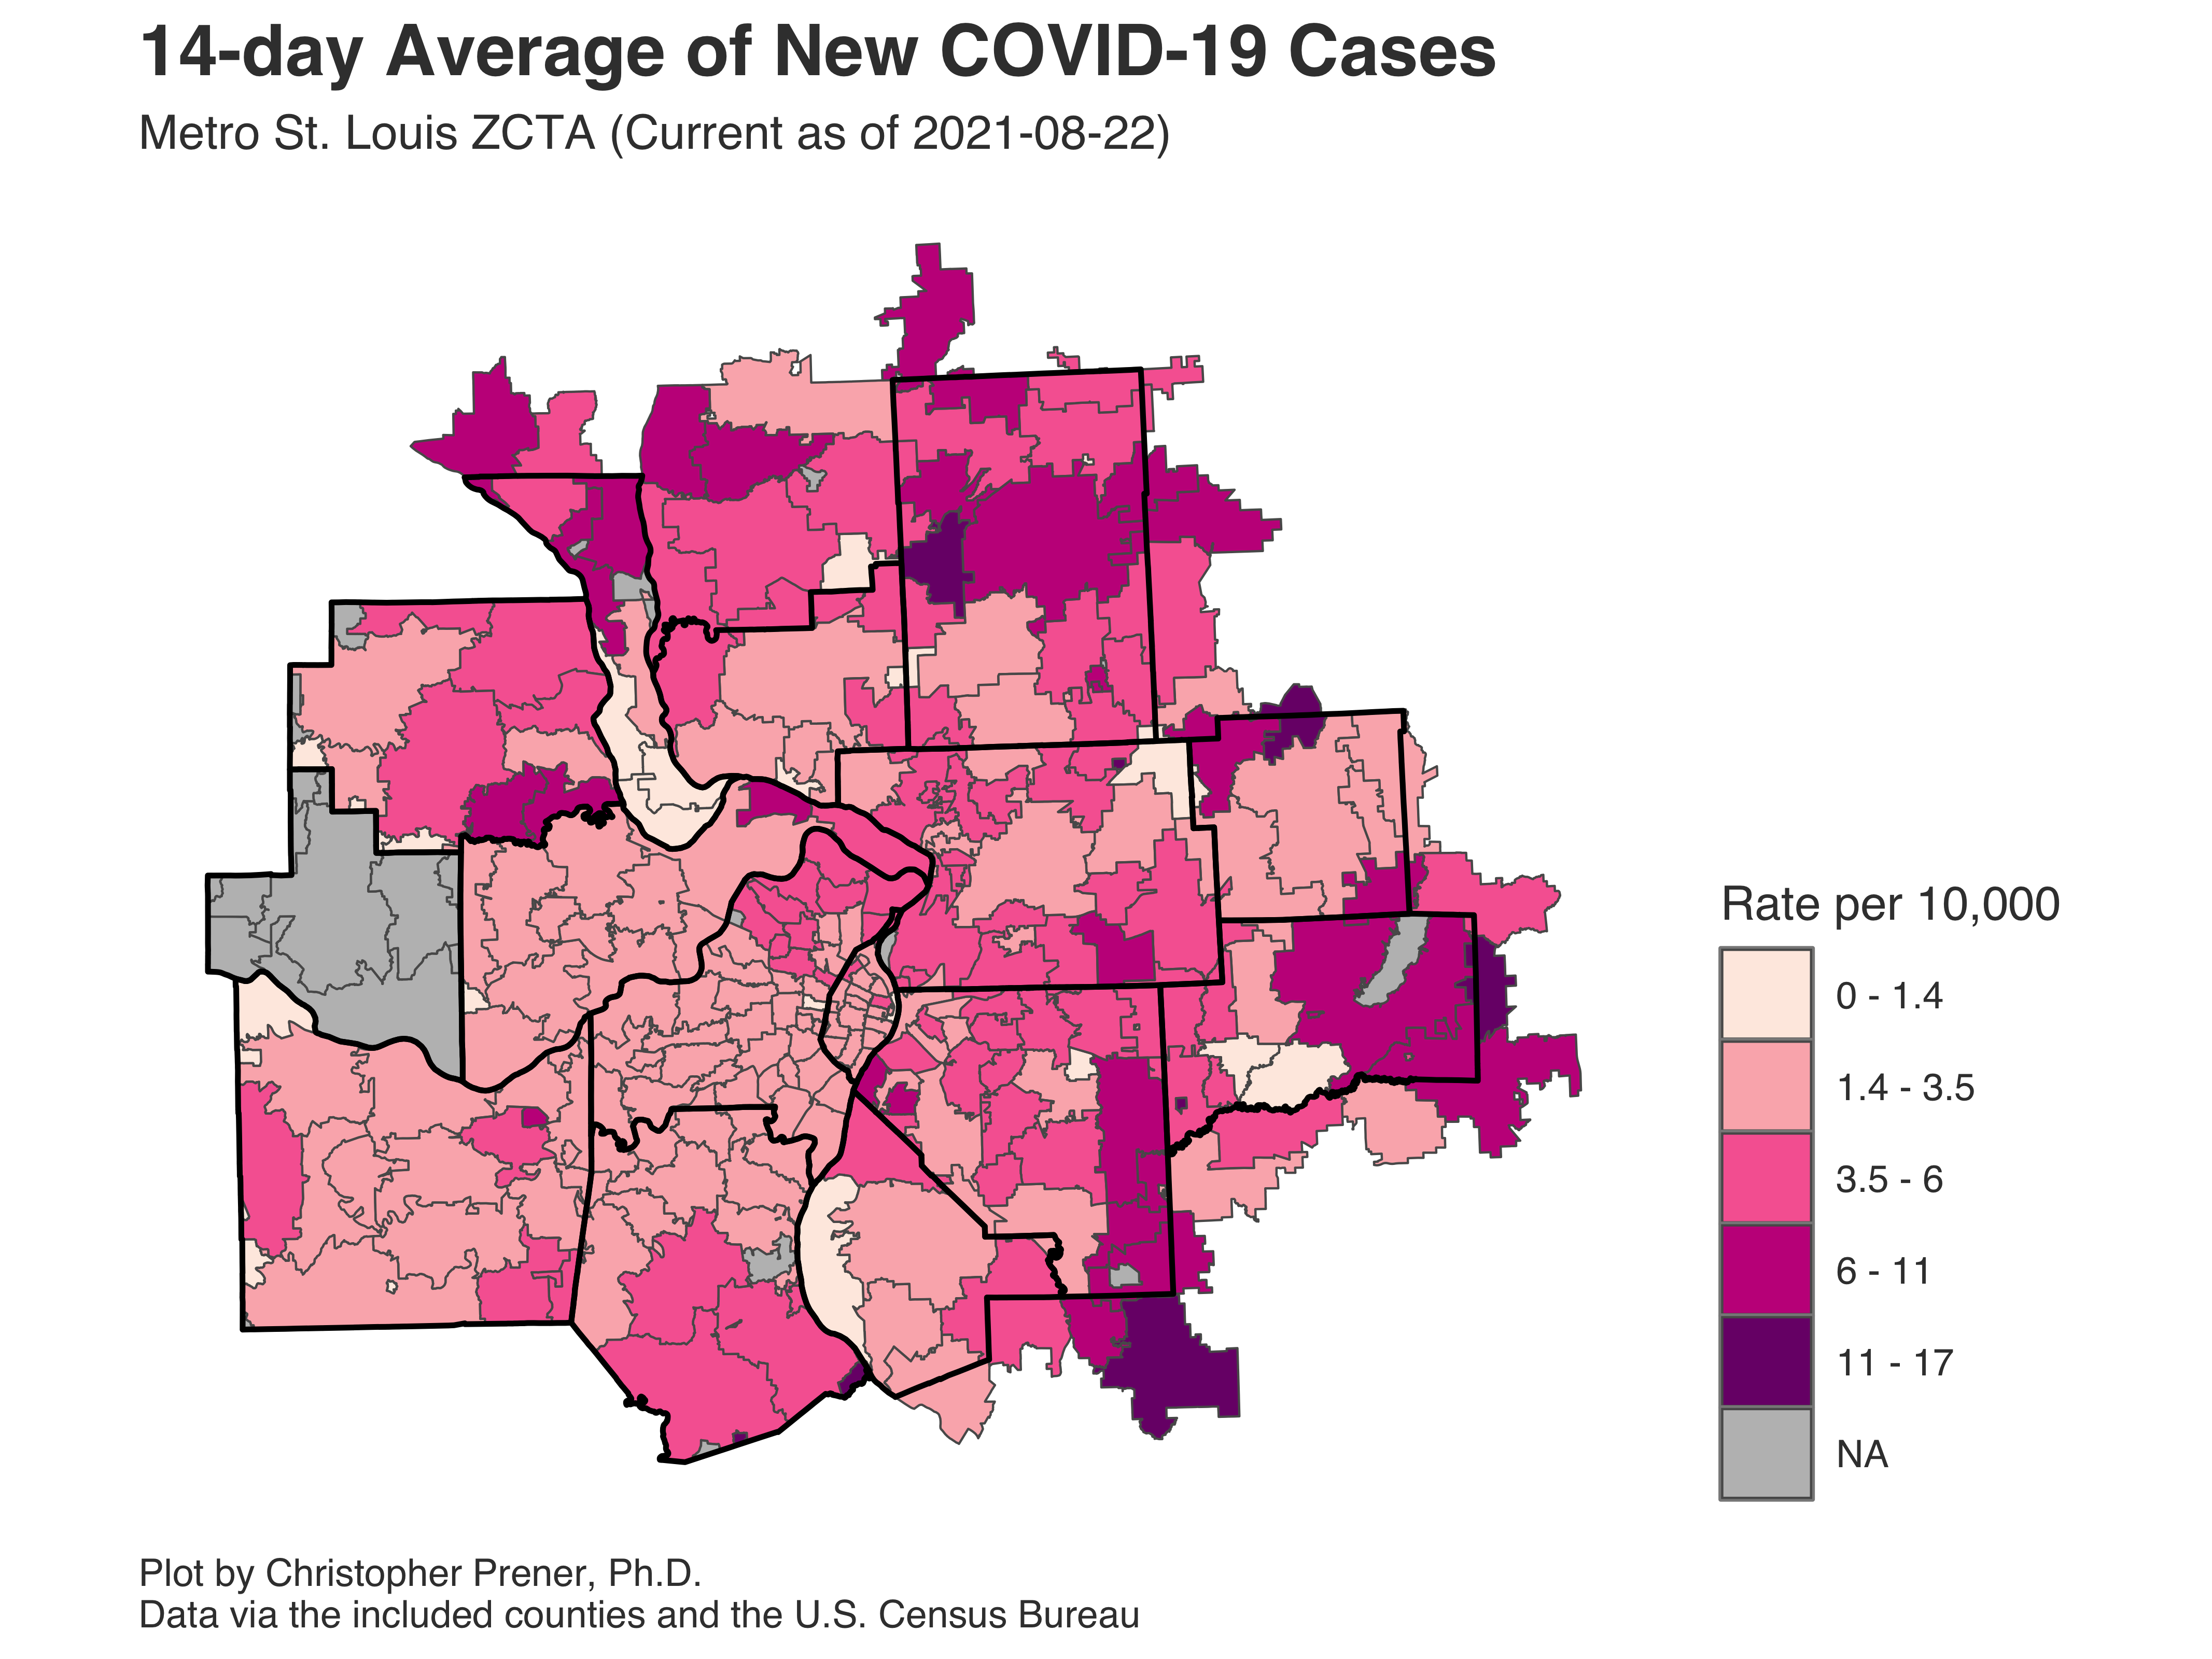 14-day Average of New COVID-19 Cases
Metro St. Louis ZCTA (Current as of 2021-08-22)
Rate per 10,000
0 - 1.4
1.4 - 3.5
3.5 - 6
6 - 11
11 - 17
NA
Plot by Christopher Prener, Ph.D.
Data via the included counties and the U.S. Census Bureau